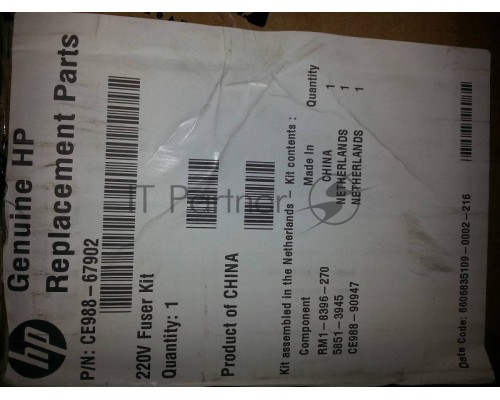 hp
Genuine HP
Replacement Parts
P/N: CE988-67902
220V Fuser Kit
Quantity: 1
Product of CHINA
Kit assembled in the Netherlands - Kit contents :
Component Made In Quantity
RM1-8396-270 CHINA 1
5851-3945 NETHERLANDS 1
CE988-90947 NETHERLANDS 1
Date Code: 6606835109-0002-216
IT Partner